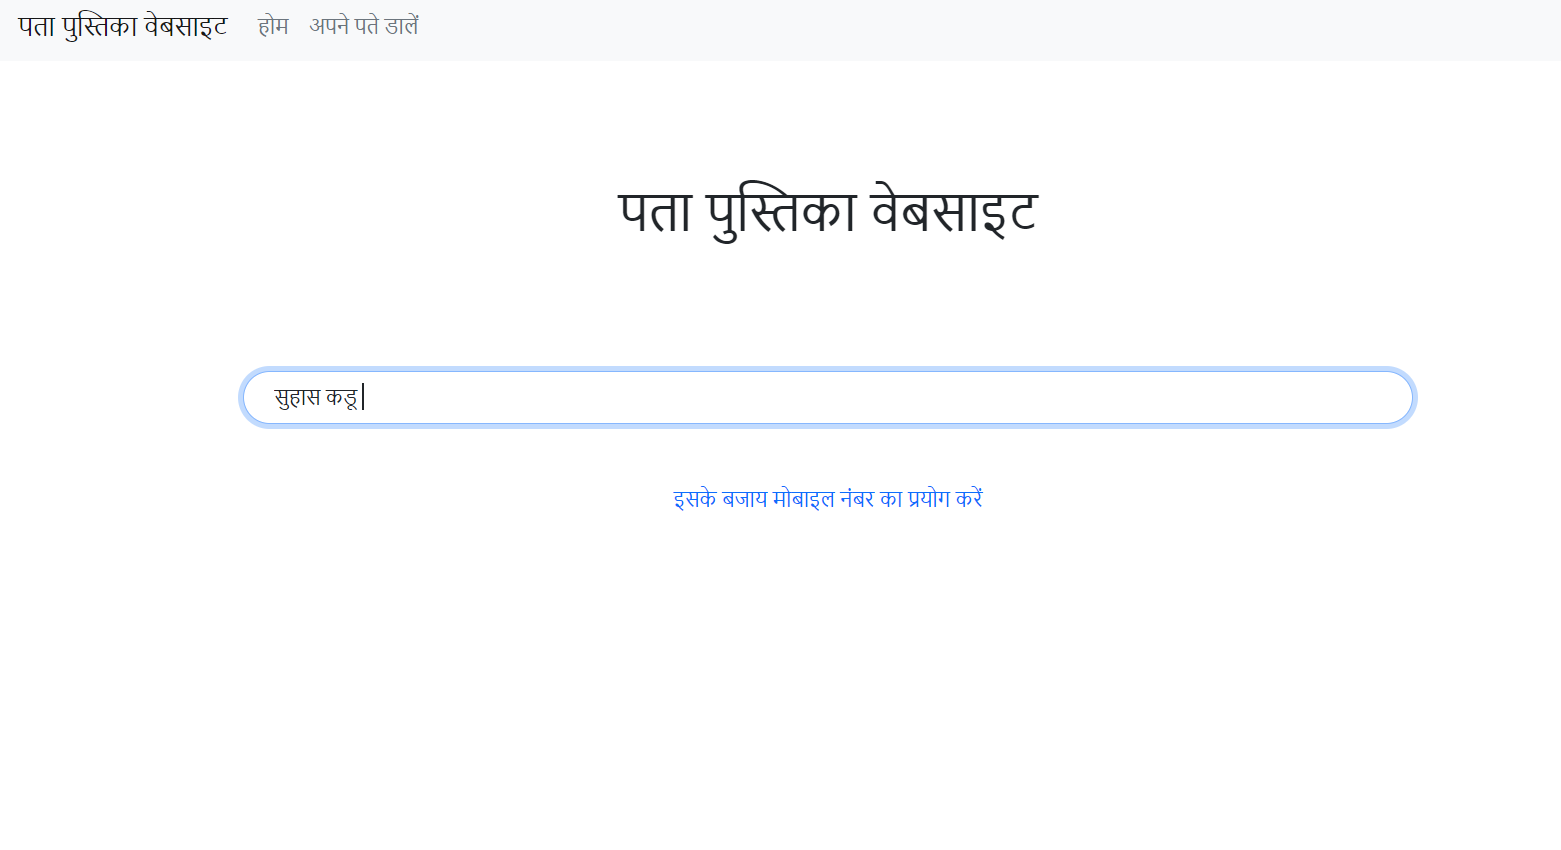 पता पुस्तिका वेबसाइट होम अपने पते डालें
पता पुस्तिका वेबसाइट
सुहास कडू
इसके बजाय मोबाइल नंबर का प्रयोग करें